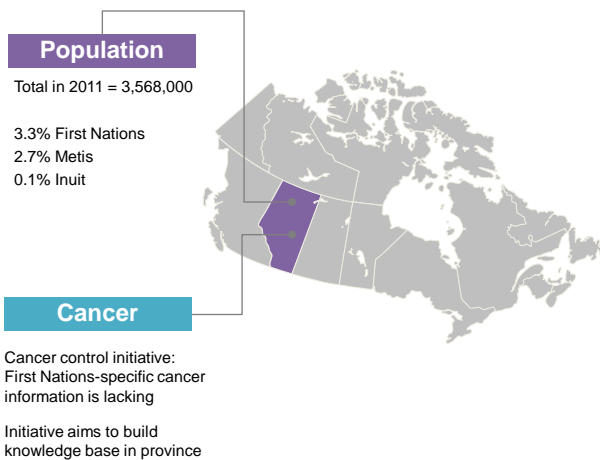 Population
Total in 2011 = 3,568,000
3.3% First Nations
2.7% Metis
0.1% Inuit
Cancer
Cancer control initiative:
First Nations-specific cancer
information is lacking
Initiative aims to build
knowledge base in province